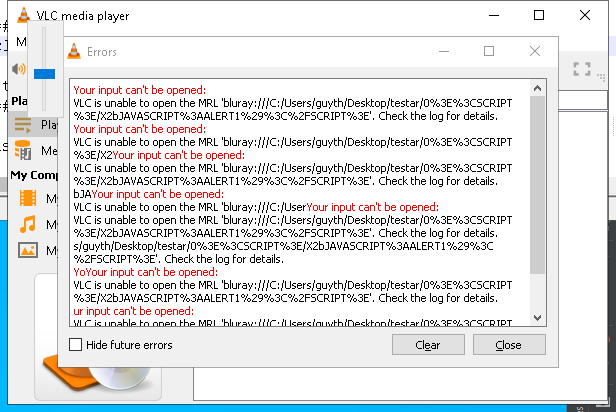 VLC media player
Errors
Your input can't be opened:
VLC is unable to open the MRL 'bluray:///C:/Users/guyth/Desktop/testar/0%3E%3CSCRIPT
%3E/X2bJAVASCRIPT%3AALERT1%29%3C%2FSCRIPT%3E'. Check the log for details.
Your input can't be opened:
VLC is unable to open the MRL 'bluray:///C:/Users/guyth/Desktop/testar/0%3E%3CSCRIPT
%3E/X2Your input can't be opened:
VLC is unable to open the MRL 'bluray:///C:/Users/guyth/Desktop/testar/0%3E%3CSCRIPT
%3E/X2bJAVASCRIPT%3AALERT1%29%3C%2FSCRIPT%3E'. Check the log for details.
bJAYour input can't be opened:
VLC is unable to open the MRL 'bluray:///C:/UserYour input can't be opened:
VLC is unable to open the MRL 'bluray:///C:/Users/guyth/Desktop/testar/0%3E%3CSCRIPT
%3E/X2bJAVASCRIPT%3AALERT1%29%3C%2FSCRIPT%3E'. Check the log for details.
s/guyth/Desktop/testar/0%3E%3CSCRIPT%3E/X2bJAVASCRIPT%3AALERT1%29%3C
%2FSCRIPT%3E'. Check the log for details.
YoYour input can't be opened:
VLC is unable to open the MRL 'bluray:///C:/Users/guyth/Desktop/testar/0%3E%3CSCRIPT
%3E/X2bJAVASCRIPT%3AALERT1%29%3C%2FSCRIPT%3E'. Check the log for details.
ur input can't be opened:
VLC is unable to open the MRL 'bluray:///C:/Users/guyth/Desktop/testar/0%3E%3CSCRIPT
Hide future errors
Clear
Close
Play
Me
My Comp
My
My
My